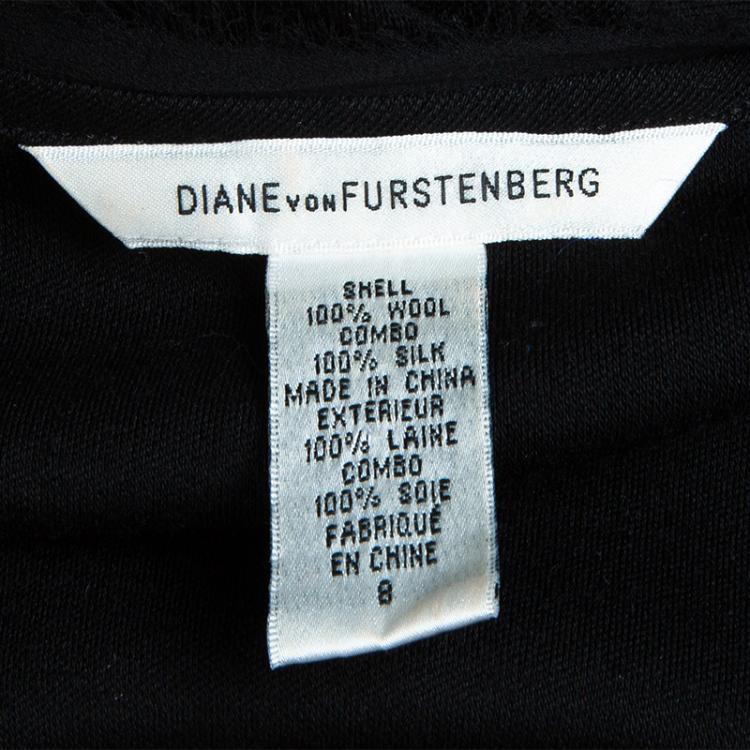 DIANE VON FURSTENBERG
SHELL
100% WOOL
COMBO
100% SILK
MADE IN CHINA
EXTÉRIEUR
100% LAINE
COMBO
100% SOIE
FABRIQUÉ
EN CHINE
8